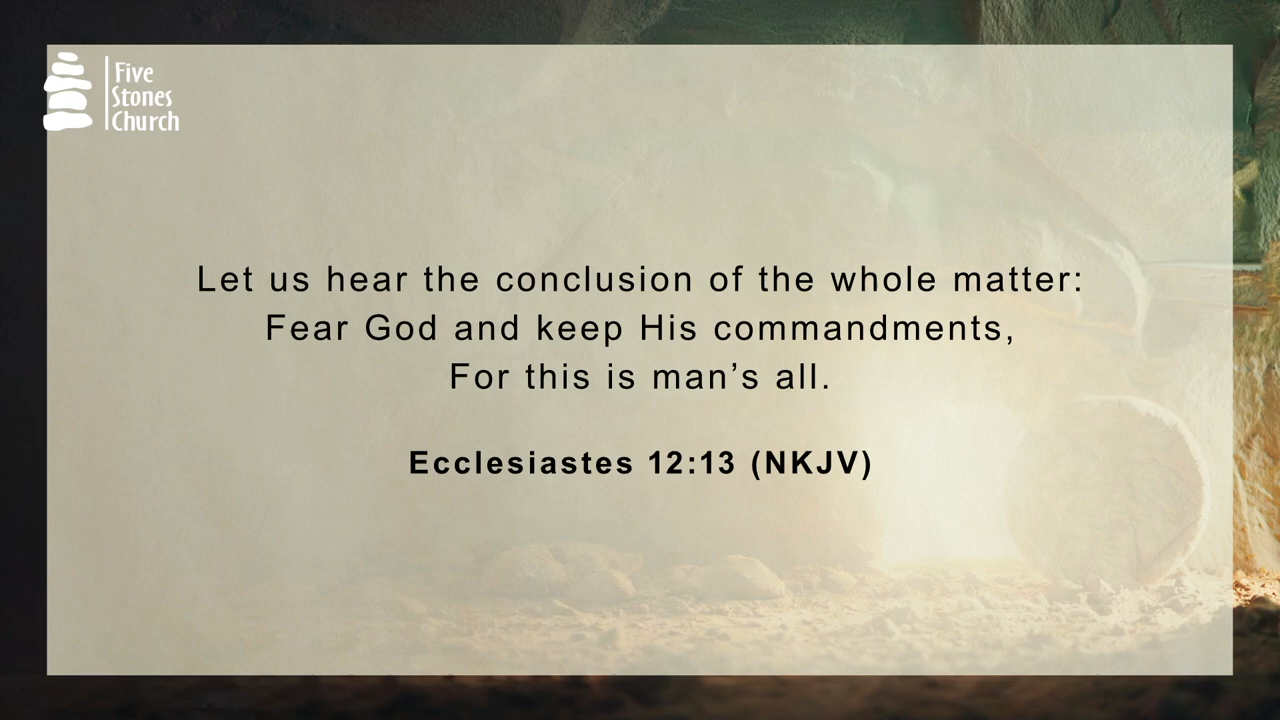 Five
Stones
Church
Let us hear the conclusion of the whole matter:
Fear God and keep His commandments,
For this is man’s all.
Ecclesiastes 12:13 (NKJV)